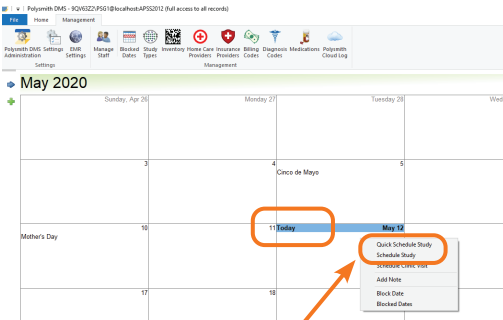 Polysmith DMS - 9QV63Z2\PSG1@localhost:APSS2012 (full access to all records)
File Home Management
Polysmith DMS Administration
Settings
EMR Settings
Manage Staff
Blocked Dates
Study Types
Inventory
Home Care Providers
Insurance Providers
Billing Codes
Diagnosis Codes
Medications
Polysmith Cloud Log
Settings Management
May 2020
Sunday, Apr 26 Monday 27 Tuesday 28 Wed
3 4 5
Cinco de Mayo
10 11 Today May 12
Mother's Day
Quick Schedule Study
Schedule Study
Schedule Clinic Visit
Add Note
Block Date
Blocked Dates
17 18